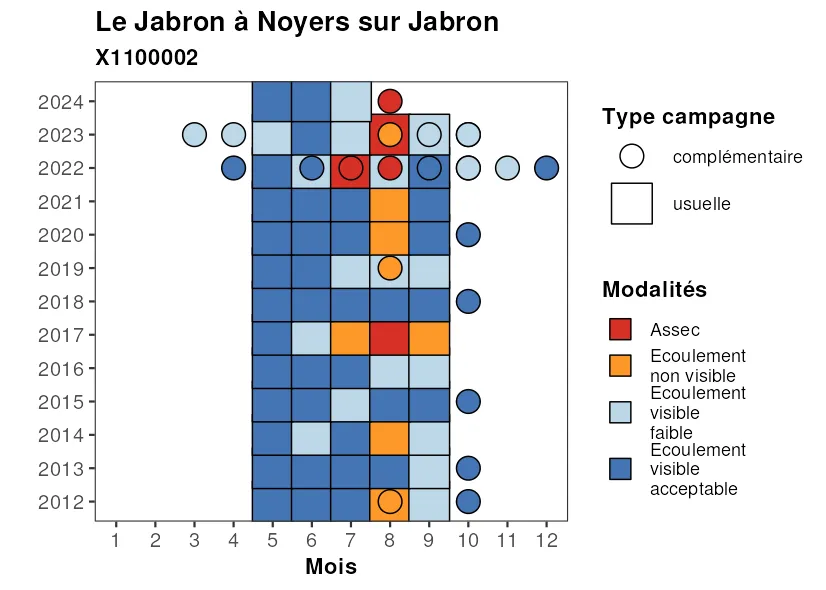 Le Jabron à Noyers sur Jabron
X1100002
2024
2023
2022
2021
2020
2019
2018
2017
2016
2015
2014
2013
2012
1 2 3 4 5 6 7 8 9 10 11 12
Mois
Type campagne
complémentaire
usuelle
Modalités
Assec
Ecoulement
non visible
Ecoulement
visible
faible
Ecoulement
visible
acceptable